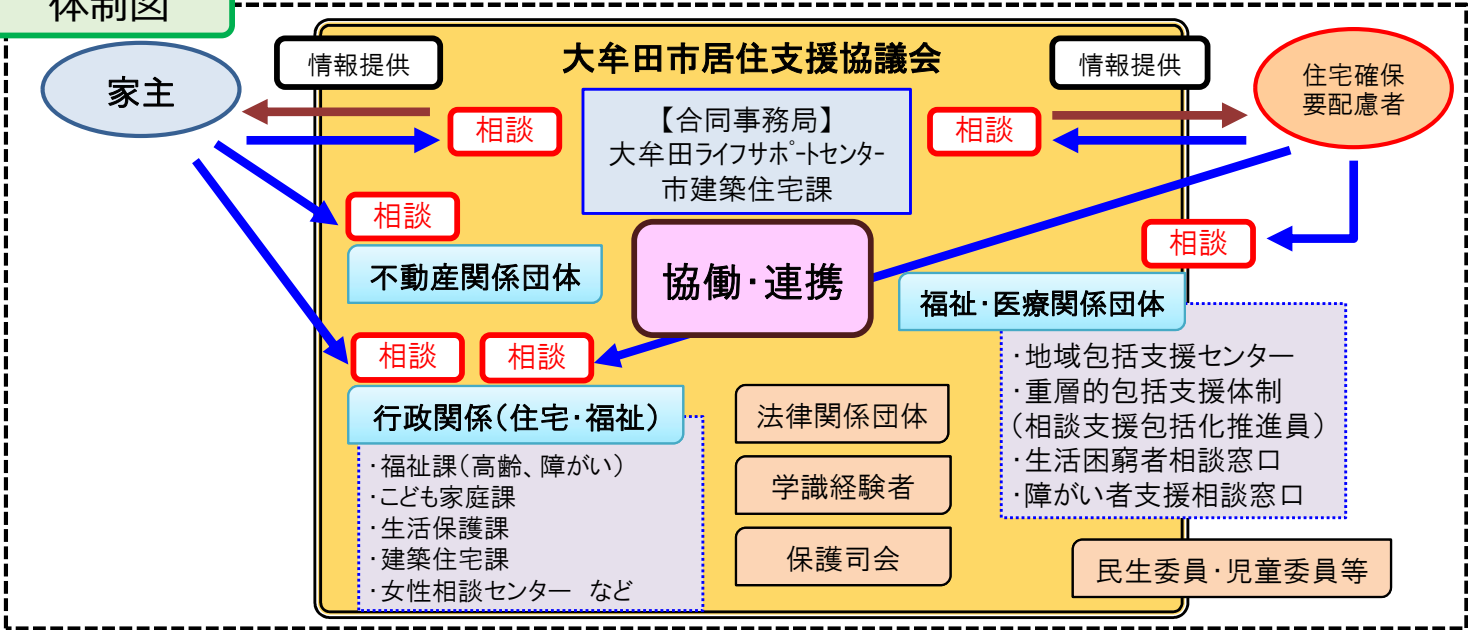 体制図
大牟田市居住支援協議会
情報提供
情報提供
家主
住宅確保
要配慮者
相談
相談
【合同事務局】
大牟田ライフサポートセンター
市建築住宅課
相談
相談
不動産関係団体
協働・連携
福祉・医療関係団体
・地域包括支援センター
・重層的包括支援体制
(相談支援包括化推進員)
・生活困窮者相談窓口
・障がい者支援相談窓口
相談
相談
行政関係(住宅・福祉)
・福祉課(高齢、障がい)
・こども家庭課
・生活保護課
・建築住宅課
・女性相談センター など
法律関係団体
学識経験者
保護司会
民生委員・児童委員等